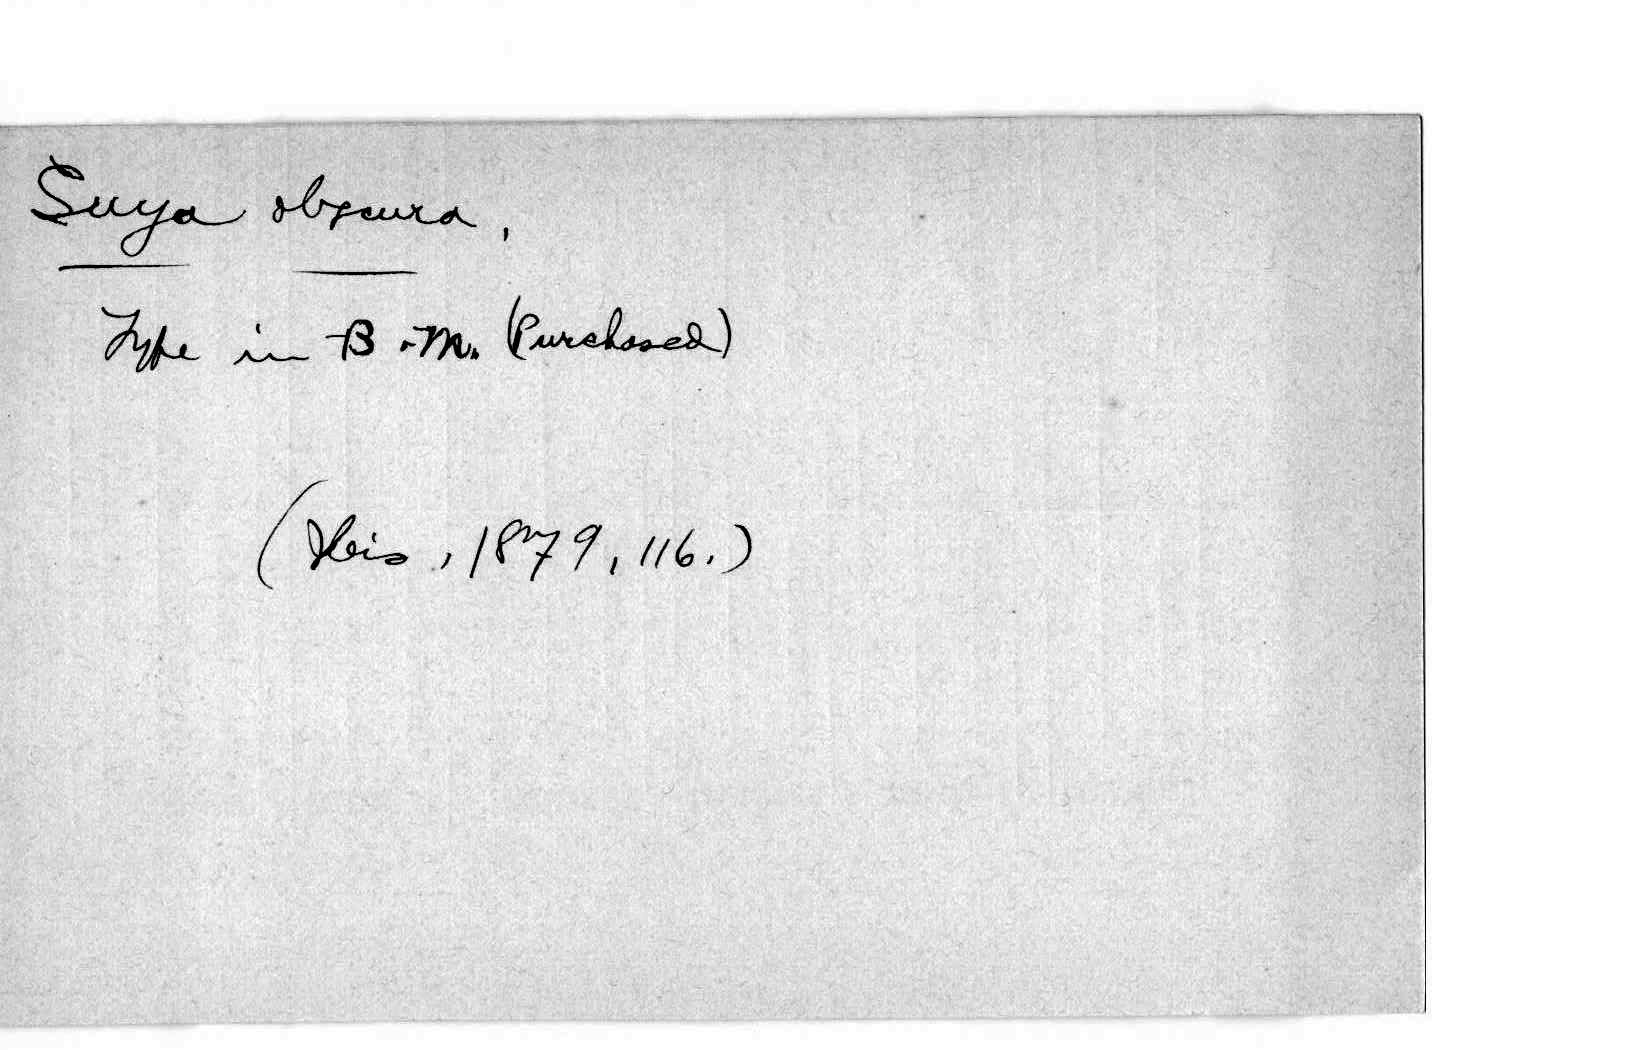 Suya obscura,
Type in B.M. (Purchased)
(Ibis, 1879, 116.)